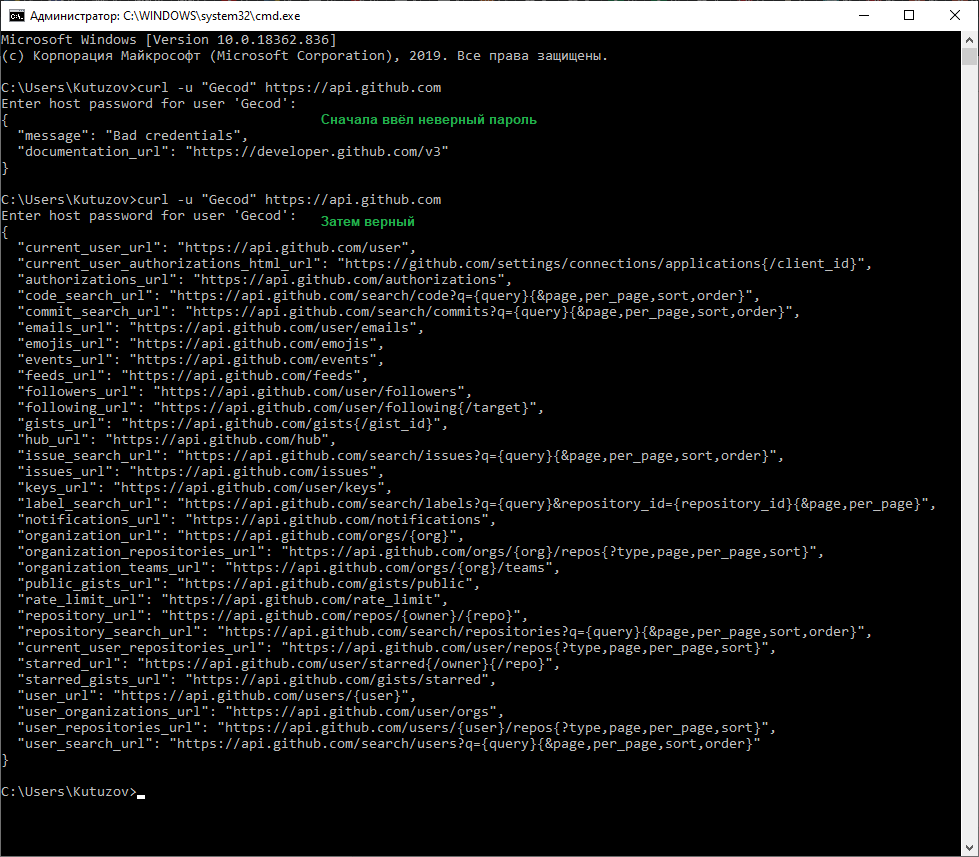 Администратор: C:\WINDOWS\system32\cmd.exe
Microsoft Windows [Version 10.0.18362.836]
(c) Корпорация Майкрософт (Microsoft Corporation), 2019. Все права защищены.
C:\Users\Kutuzov>curl -u "Gecod" https://api.github.com
Enter host password for user 'Gecod':
{
Сначала ввёл неверный пароль
  "message": "Bad credentials",
  "documentation_url": "https://developer.github.com/v3"
}
C:\Users\Kutuzov>curl -u "Gecod" https://api.github.com
Enter host password for user 'Gecod':
Затем верный
{
  "current_user_url": "https://api.github.com/user",
  "current_user_authorizations_html_url": "https://github.com/settings/connections/applications{/client_id}",
  "authorizations_url": "https://api.github.com/authorizations",
  "code_search_url": "https://api.github.com/search/code?q={query}{&page,per_page,sort,order}",
  "commit_search_url": "https://api.github.com/search/commits?q={query}{&page,per_page,sort,order}",
  "emails_url": "https://api.github.com/user/emails",
  "emojis_url": "https://api.github.com/emojis",
  "events_url": "https://api.github.com/events",
  "feeds_url": "https://api.github.com/feeds",
  "followers_url": "https://api.github.com/user/followers",
  "following_url": "https://api.github.com/user/following{/target}",
  "gists_url": "https://api.github.com/gists{/gist_id}",
  "hub_url": "https://api.github.com/hub",
  "issue_search_url": "https://api.github.com/search/issues?q={query}{&page,per_page,sort,order}",
  "issues_url": "https://api.github.com/issues",
  "keys_url": "https://api.github.com/user/keys",
  "label_search_url": "https://api.github.com/search/labels?q={query}&repository_id={repository_id}{&page,per_page}",
  "notifications_url": "https://api.github.com/notifications",
  "organization_url": "https://api.github.com/orgs/{org}",
  "organization_repositories_url": "https://api.github.com/orgs/{org}/repos{?type,page,per_page,sort}",
  "organization_teams_url": "https://api.github.com/orgs/{org}/teams",
  "public_gists_url": "https://api.github.com/gists/public",
  "rate_limit_url": "https://api.github.com/rate_limit",
  "repository_url": "https://api.github.com/repos/{owner}/{repo}",
  "repository_search_url": "https://api.github.com/search/repositories?q={query}{&page,per_page,sort,order}",
  "current_user_repositories_url": "https://api.github.com/user/repos{?type,page,per_page,sort}",
  "starred_url": "https://api.github.com/user/starred{/owner}{/repo}",
  "starred_gists_url": "https://api.github.com/gists/starred",
  "user_url": "https://api.github.com/users/{user}",
  "user_organizations_url": "https://api.github.com/user/orgs",
  "user_repositories_url": "https://api.github.com/users/{user}/repos{?type,page,per_page,sort}",
  "user_search_url": "https://api.github.com/search/users?q={query}{&page,per_page,sort,order}"
}
C:\Users\Kutuzov>